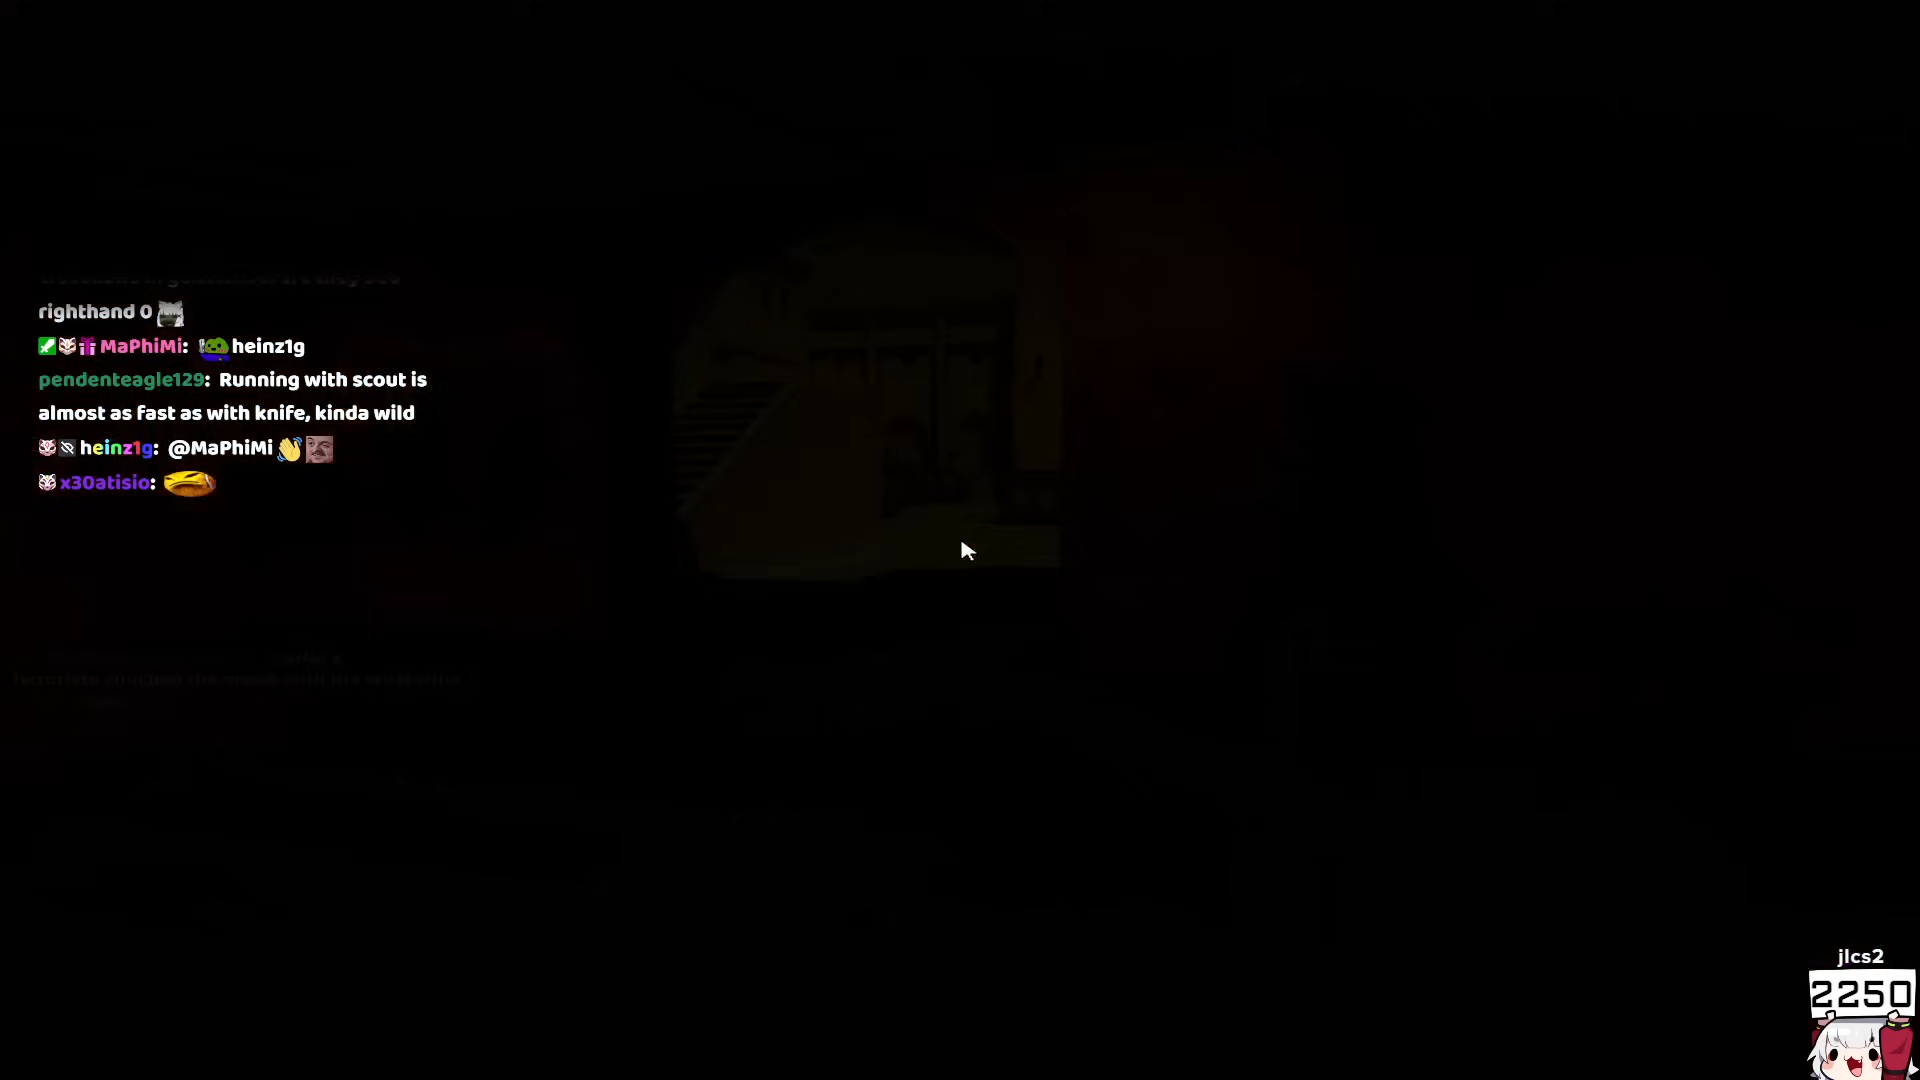 righthand 0
MaPhiMi: heinz1g
pendenteagle129: Running with scout is
almost as fast as with knife, kinda wild
heinz1g: @MaPhiMi
x30atisio:
jlcs2
2250